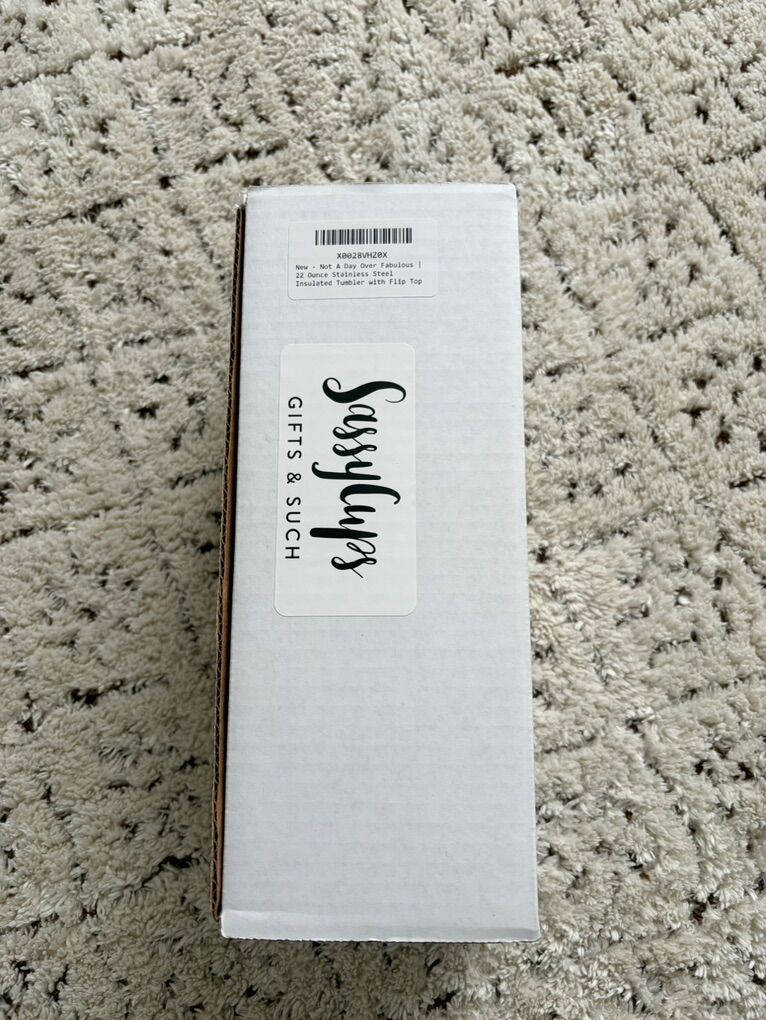 X0028VHZ0X
New - Not A Day Over Fabulous |
22 Ounce Stainless Steel
Insulated Tumbler with Flip Top
SassyCups
GIFTS & SUCH